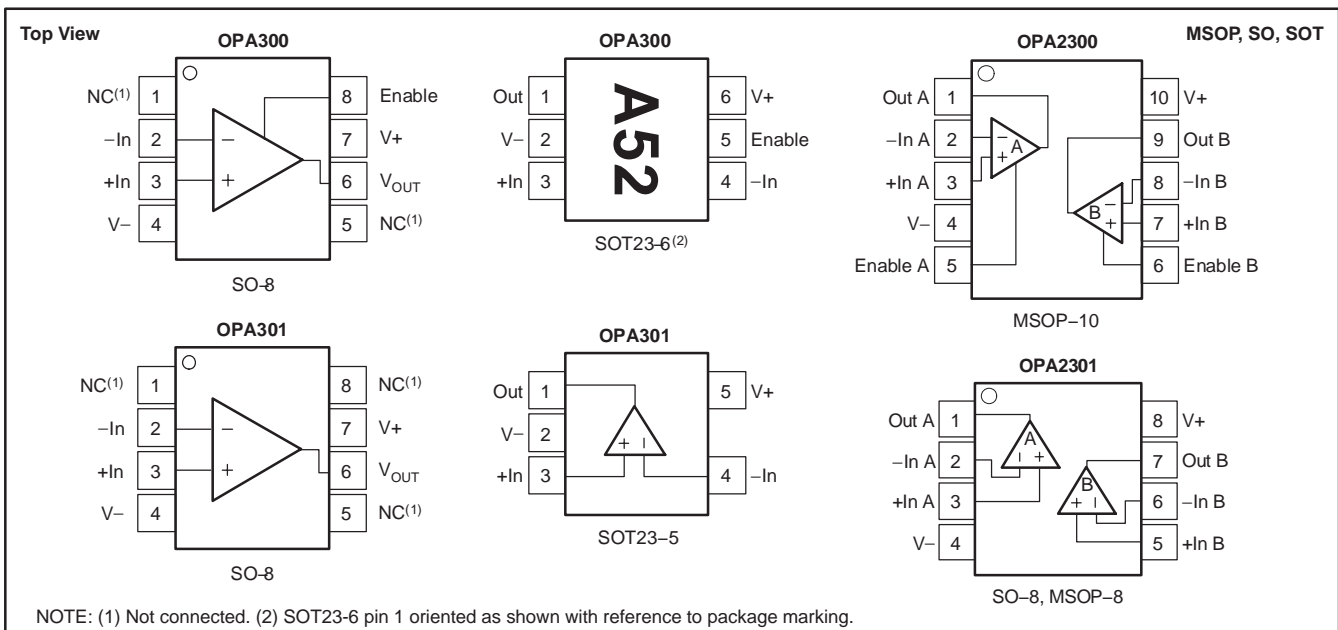 Top View
MSOP, SO, SOT
OPA300
NC(1) 1
−In 2
+In 3
V− 4
8 Enable
7 V+
6 VOUT
5 NC(1)
− +
SO-8
OPA300
Out 1
V− 2
+In 3
6 V+
5 Enable
4 −In
A52
SOT23–6(2)
OPA2300
Out A 1
−In A 2
+In A 3
V− 4
Enable A 5
10 V+
9 Out B
8 −In B
7 +In B
6 Enable B
− + A
B − +
MSOP–10
OPA301
NC(1) 1
−In 2
+In 3
V− 4
8 NC(1)
7 V+
6 VOUT
5 NC(1)
− +
SO-8
OPA301
Out 1
V− 2
+In 3
5 V+
4 −In
+ −
SOT23–5
OPA2301
Out A 1
−In A 2
+In A 3
V− 4
8 V+
7 Out B
6 −In B
5 +In B
A − +
B + −
SO–8, MSOP–8
NOTE: (1) Not connected. (2) SOT23-6 pin 1 oriented as shown with reference to package marking.